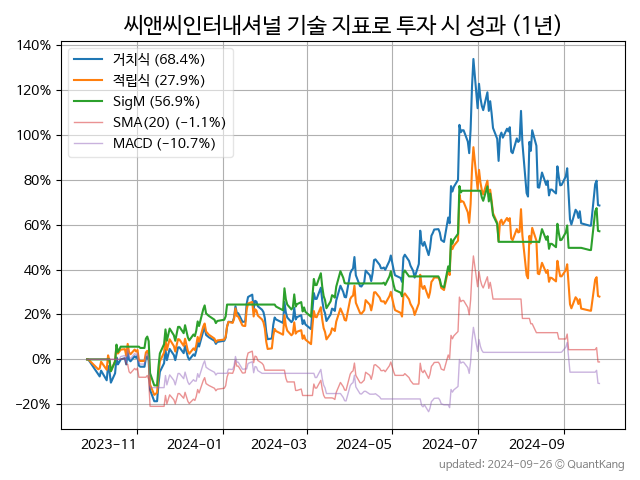 씨앤씨인터내셔널 기술 지표로 투자 시 성과 (1년)
140%
120%
100%
80%
60%
40%
20%
0%
−20%
거치식 (68.4%)
적립식 (27.9%)
SigM (56.9%)
SMA(20) (−1.1%)
MACD (−10.7%)
2023-11
2024-01
2024-03
2024-05
2024-07
2024-09
updated: 2024-09-26 © QuantKang